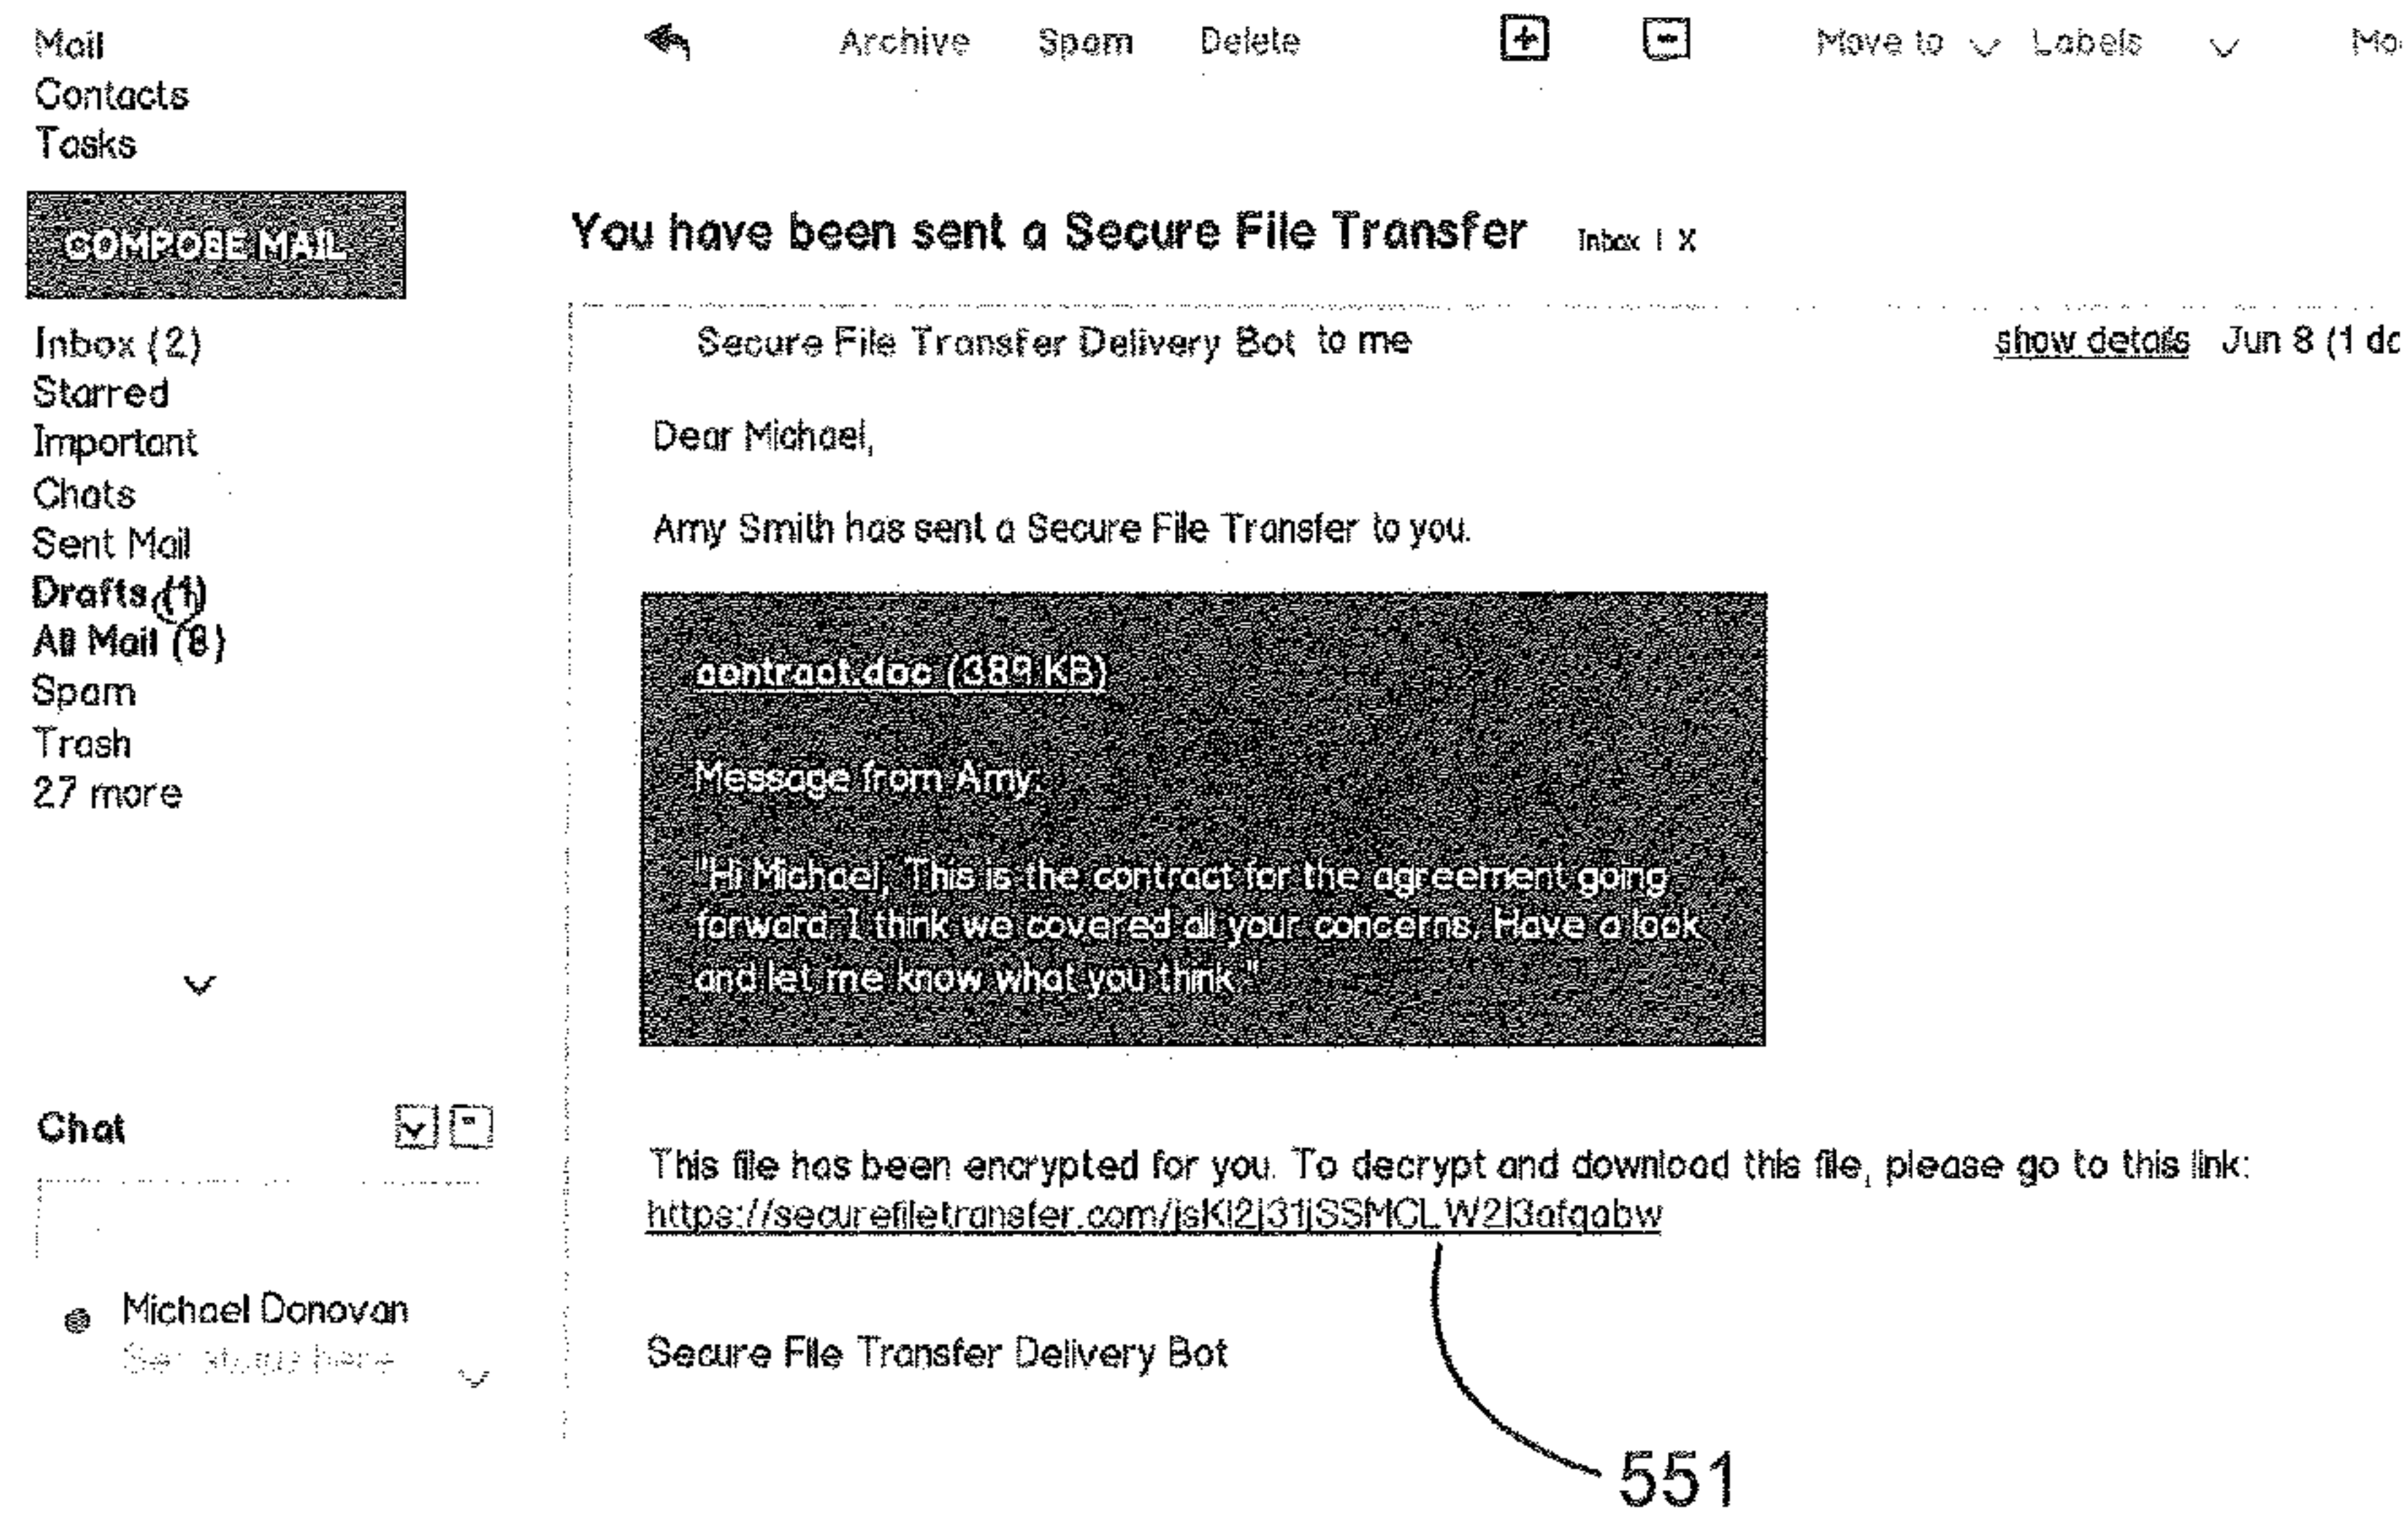 Mail
Contacts
Tasks
COMPOSE MAIL
Inbox (2)
Starred
Important
Chats
Sent Mail
Drafts (1)
All Mail (8)
Spam
Trash
27 more
Chat
Michael Donovan
Set status here
Archive Spam Delete Move to Labels
You have been sent a Secure File Transfer Inbox | X
Secure File Transfer Delivery Bot to me show details Jun 8 (1
Dear Michael,
Amy Smith has sent a Secure File Transfer to you.
contract.doc (389 KB)
Message from Amy:
"Hi Michael, This is the contract for the agreement going
forward. I think we covered all your concerns. Have a look
and let me know what you think."
This file has been encrypted for you. To decrypt and download this file, please go to this link:
Secure File Transfer Delivery Bot
551